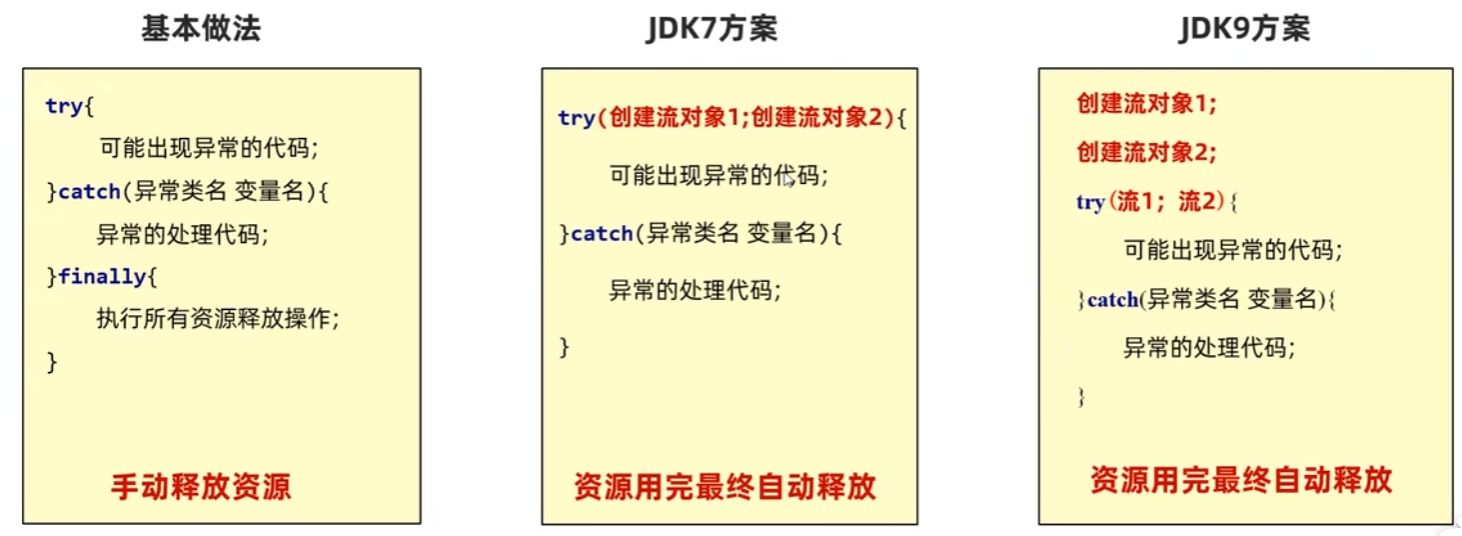 基本做法
try{
可能出现异常的代码;
}catch(异常类名 变量名){
异常的处理代码;
}finally{
执行所有资源释放操作;
}
手动释放资源
JDK7方案
try(创建流对象1;创建流对象2){
可能出现异常的代码;
}catch(异常类名 变量名){
异常的处理代码;
}
资源用完最终自动释放
JDK9方案
创建流对象1;
创建流对象2;
try(流1；流2){
可能出现异常的代码;
}catch(异常类名 变量名){
异常的处理代码;
}
资源用完最终自动释放